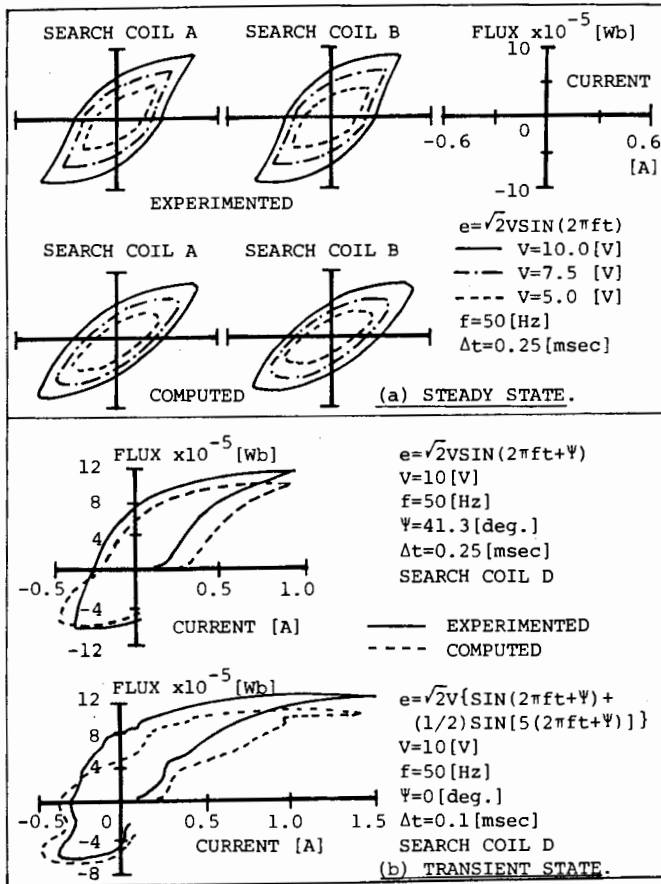 SEARCH COIL A
SEARCH COIL B
FLUX x10^-5 [Wb]
10
CURRENT
0
-0.6
0.6
[A]
-10
EXPERIMENTED
e=√2VSIN(2πft)
V=10.0[V]
V=7.5 [V]
V=5.0 [V]
f=50[Hz]
Δt=0.25[msec]
SEARCH COIL A
SEARCH COIL B
COMPUTED
(a) STEADY STATE.
FLUX x10^-5 [Wb]
12
8
4
-0.5
0
0.5
1.0
-4
-12
CURRENT [A]
e=√2VSIN(2πft+Ψ)
V=10[V]
f=50[Hz]
Ψ=41.3[deg.]
Δt=0.25[msec]
SEARCH COIL D
EXPERIMENTED
COMPUTED
FLUX x10^-5 [Wb]
12
8
4
-0.5
0
0.5
1.0
1.5
-4
-8
CURRENT [A]
e=√2V{SIN(2πft+Ψ)+
(1/2)SIN[5(2πft+Ψ)]}
V=10[V]
f=50[Hz]
Ψ=0[deg.]
Δt=0.1[msec]
SEARCH COIL D
(b) TRANSIENT STATE.